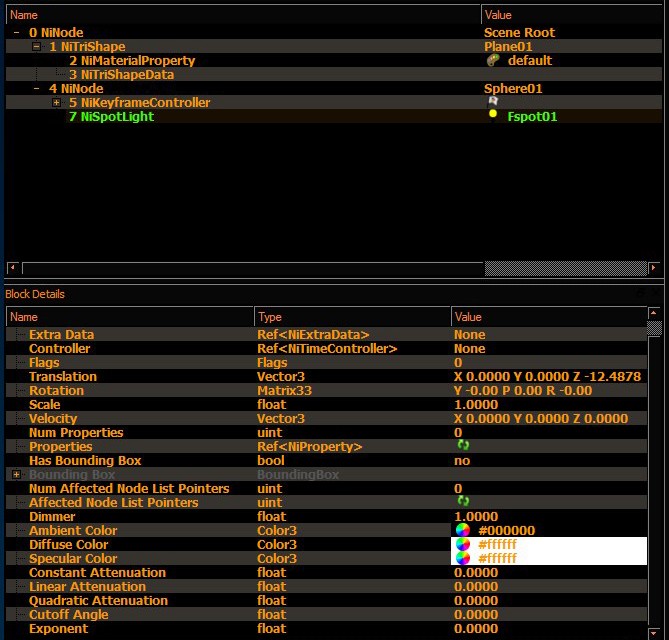 Name Value
0 NiNode Scene Root
1 NiTriShape Plane01
2 NiMaterialProperty default
3 NiTriShapeData
4 NiNode Sphere01
5 NiKeyframeController
7 NiSpotLight Fspot01
Block Details
Name Type Value
Extra Data Ref<NiExtraData> None
Controller Ref<NiTimeController> None
Flags Flags 0
Translation Vector3 X 0.0000 Y 0.0000 Z -12.4878
Rotation Matrix33 Y -0.00 P 0.00 R -0.00
Scale float 1.0000
Velocity Vector3 X 0.0000 Y 0.0000 Z 0.0000
Num Properties uint 0
Properties Ref<NiProperty>
Has Bounding Box bool no
Bounding Box BoundingBox
Num Affected Node List Pointers uint 0
Affected Node List Pointers uint
Dimmer float 1.0000
Ambient Color Color3 #000000
Diffuse Color Color3 #ffffff
Specular Color Color3 #ffffff
Constant Attenuation float 0.0000
Linear Attenuation float 0.0000
Quadratic Attenuation float 0.0000
Cutoff Angle float 0.0000
Exponent float 0.0000